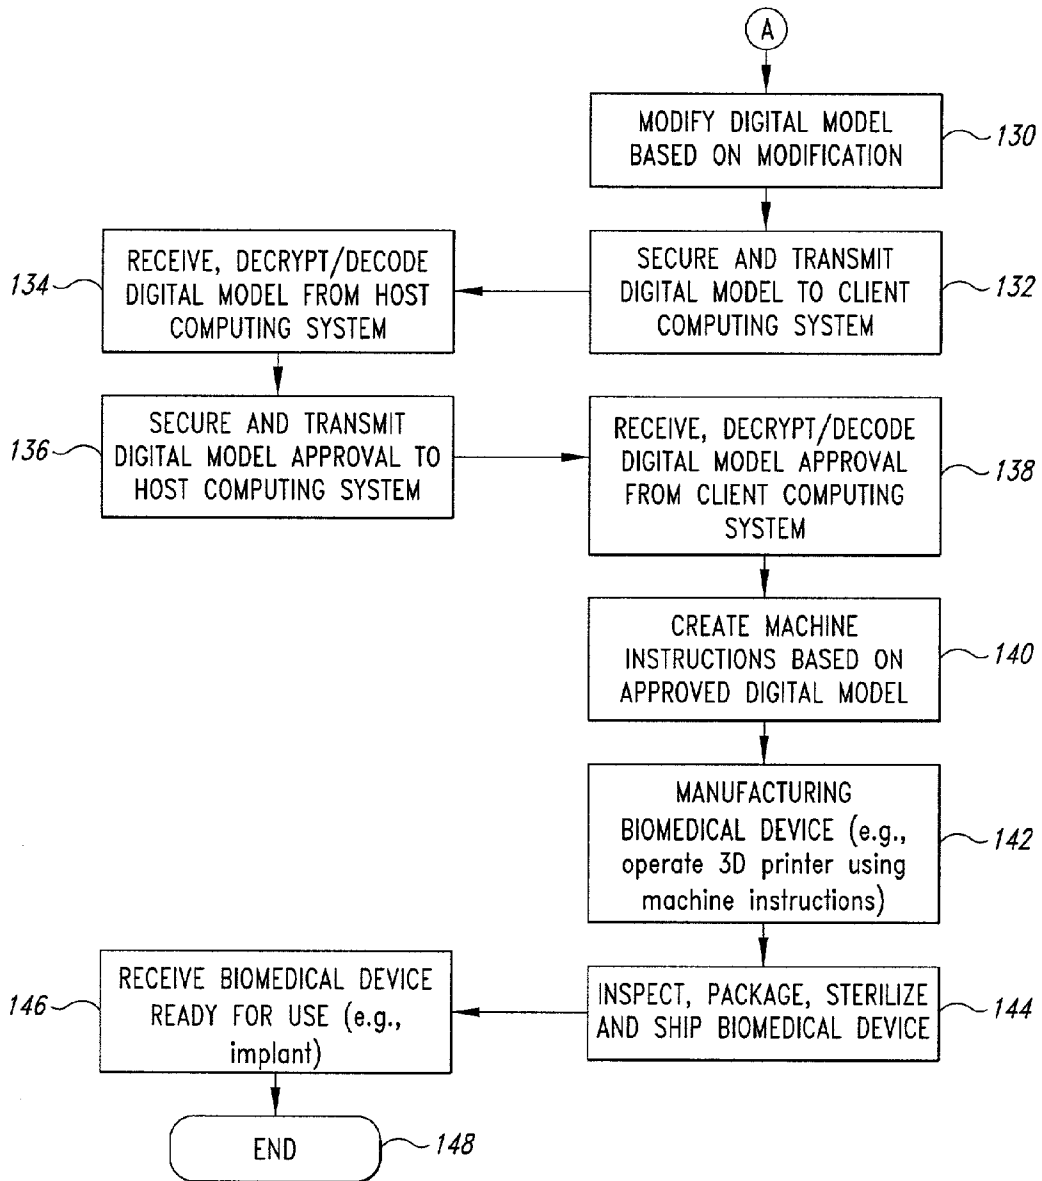 A
MODIFY DIGITAL MODEL
BASED ON MODIFICATION
130
SECURE AND TRANSMIT
DIGITAL MODEL TO CLIENT
COMPUTING SYSTEM
132
134
RECEIVE, DECRYPT/DECODE
DIGITAL MODEL FROM HOST
COMPUTING SYSTEM
136
SECURE AND TRANSMIT
DIGITAL MODEL APPROVAL TO
HOST COMPUTING SYSTEM
RECEIVE, DECRYPT/DECODE
DIGITAL MODEL APPROVAL
FROM CLIENT COMPUTING
SYSTEM
138
CREATE MACHINE
INSTRUCTIONS BASED ON
APPROVED DIGITAL MODEL
140
MANUFACTURING
BIOMEDICAL DEVICE (e.g.,
operate 3D printer using
machine instructions)
142
INSPECT, PACKAGE, STERILIZE
AND SHIP BIOMEDICAL DEVICE
144
146
RECEIVE BIOMEDICAL DEVICE
READY FOR USE (e.g.,
implant)
END
148